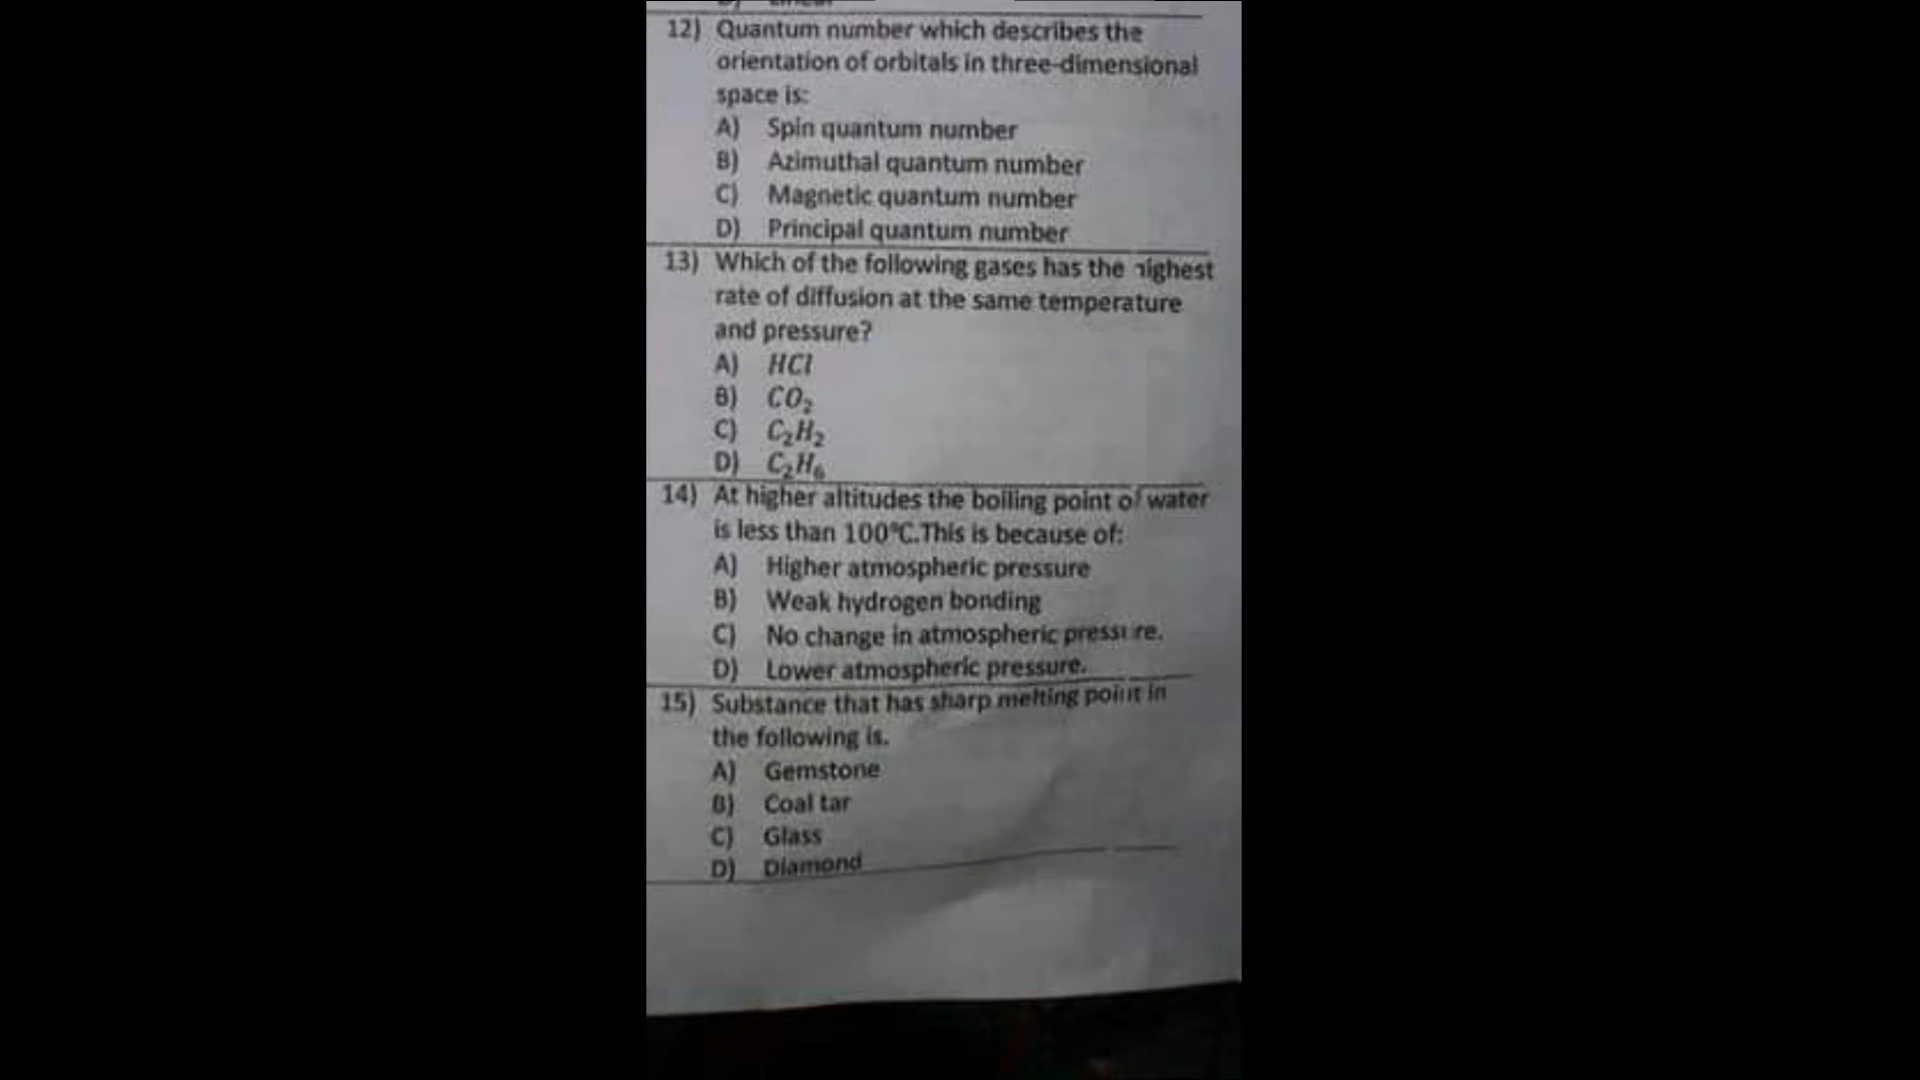 12) Quantum number which describes the
orientation of orbitals in three-dimensional
space is:
A) Spin quantum number
B) Azimuthal quantum number
C) Magnetic quantum number
D) Principal quantum number
13) Which of the following gases has the highest
rate of diffusion at the same temperature
and pressure?
A) HCl
B) CO₂
C) C₂H₂
D) C₂H₆
14) At higher altitudes the boiling point of water
is less than 100°C.This is because of:
A) Higher atmospheric pressure
B) Weak hydrogen bonding
C) No change in atmospheric pressure.
D) Lower atmospheric pressure.
15) Substance that has sharp melting point in
the following is.
A) Gemstone
B) Coal tar
C) Glass
D) Diamond